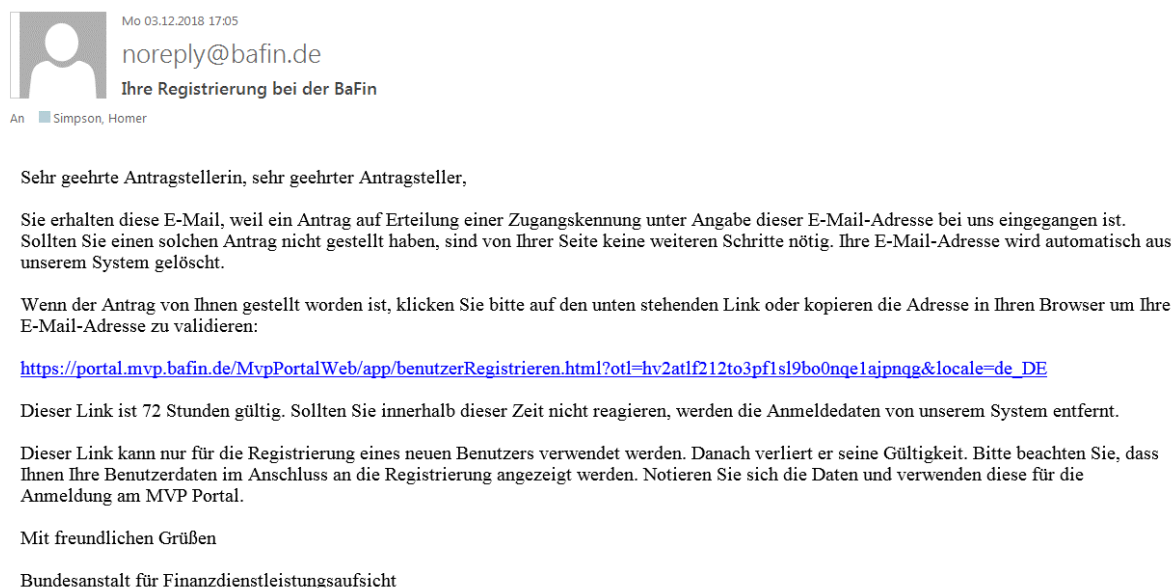 Mo 03.12.2018 17:05
noreply@bafin.de
Ihre Registrierung bei der BaFin
An Simpson, Homer
Sehr geehrte Antragstellerin, sehr geehrter Antragsteller,
Sie erhalten diese E-Mail, weil ein Antrag auf Erteilung einer Zugangskennung unter Angabe dieser E-Mail-Adresse bei uns eingegangen ist.
Sollten Sie einen solchen Antrag nicht gestellt haben, sind von Ihrer Seite keine weiteren Schritte nötig. Ihre E-Mail-Adresse wird automatisch aus
unserem System gelöscht.
Wenn der Antrag von Ihnen gestellt worden ist, klicken Sie bitte auf den unten stehenden Link oder kopieren die Adresse in Ihren Browser um Ihre
E-Mail-Adresse zu validieren:
https://portal.mvp.bafin.de/MvpPortalWeb/app/benutzerRegistrieren.html?otl=hv2atlf212to3pf1sl9bo0nqe1ajpnqg&locale=de_DE
Dieser Link ist 72 Stunden gültig. Sollten Sie innerhalb dieser Zeit nicht reagieren, werden die Anmeldedaten von unserem System entfernt.
Dieser Link kann nur für die Registrierung eines neuen Benutzers verwendet werden. Danach verliert er seine Gültigkeit. Bitte beachten Sie, dass
Ihnen Ihre Benutzerdaten im Anschluss an die Registrierung angezeigt werden. Notieren Sie sich die Daten und verwenden diese für die
Anmeldung am MVP Portal.
Mit freundlichen Grüßen
Bundesanstalt für Finanzdienstleistungsaufsicht